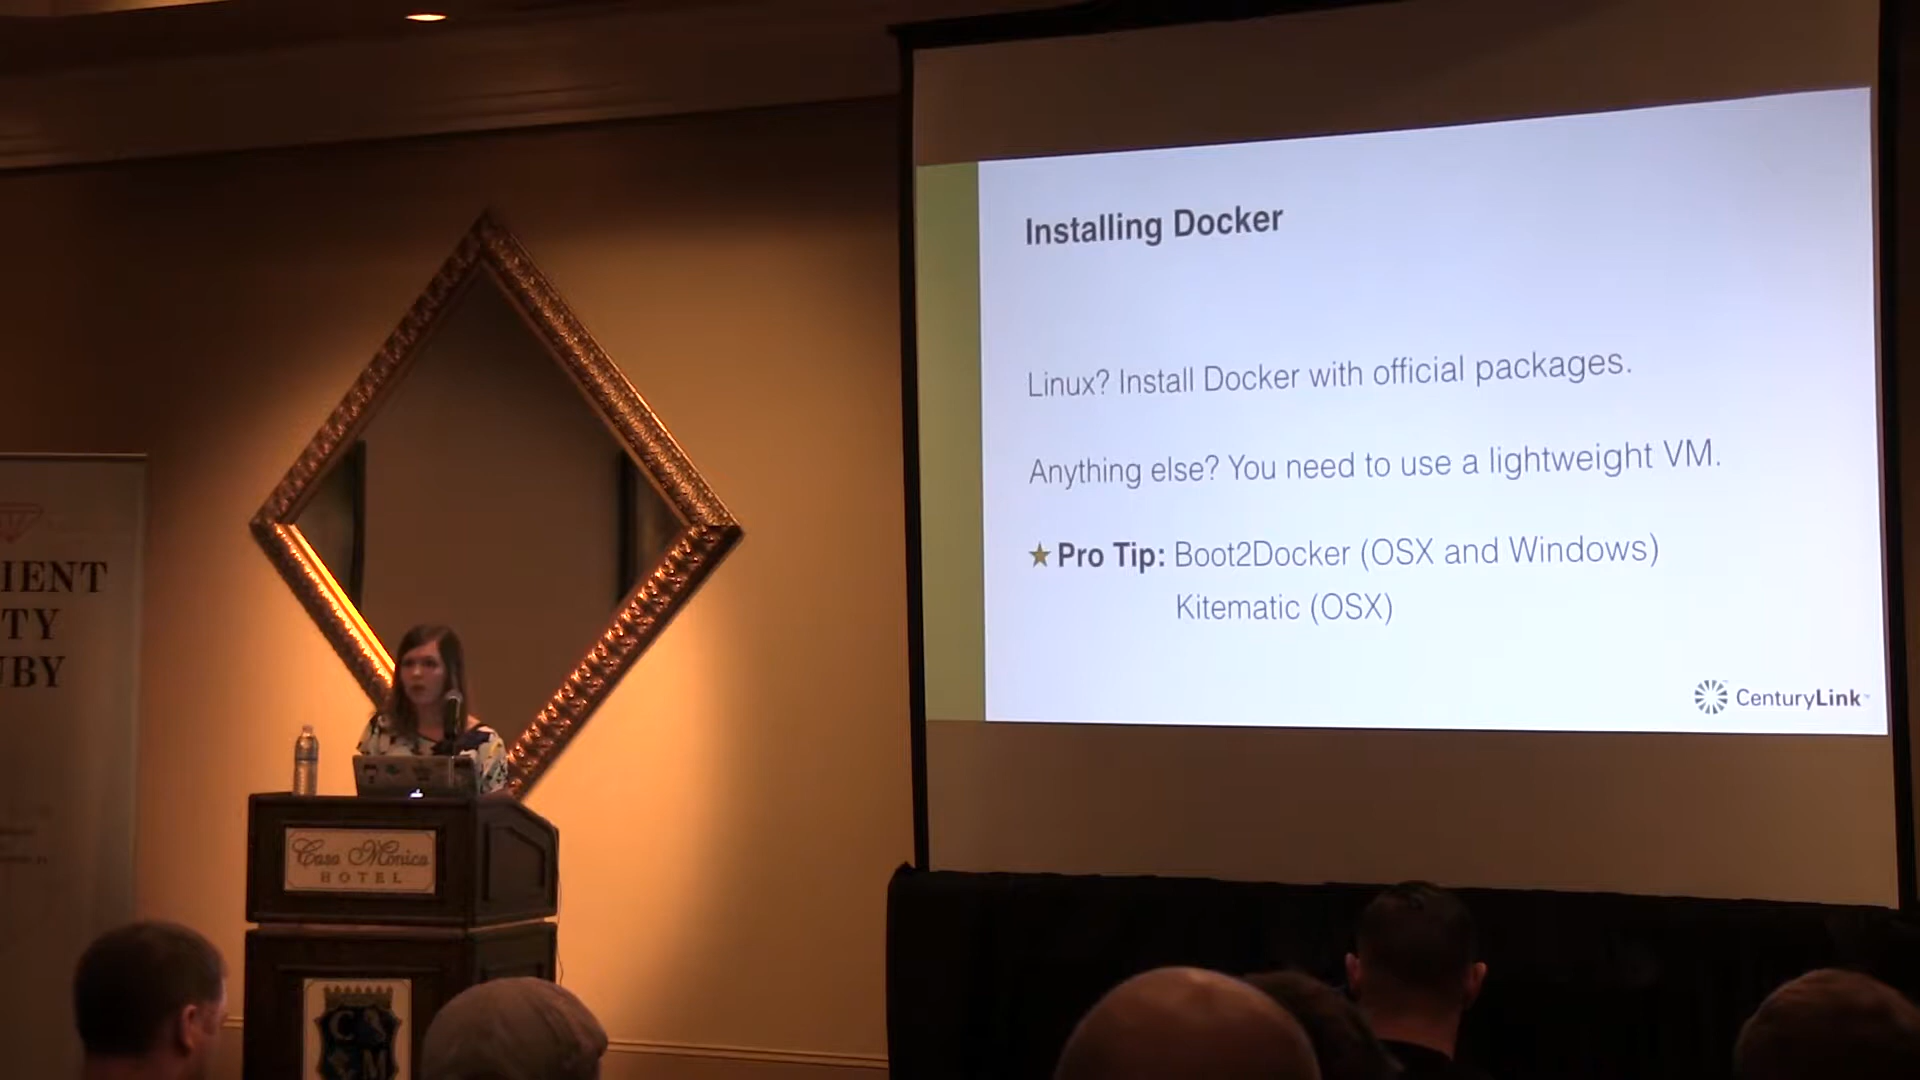 Installing Docker
Linux? Install Docker with official packages.
Anything else? You need to use a lightweight VM.
★ Pro Tip: Boot2Docker (OSX and Windows)
Kitematic (OSX)
CenturyLink
IENT
TY
UBY
Casa Monica
HOTEL
C
M